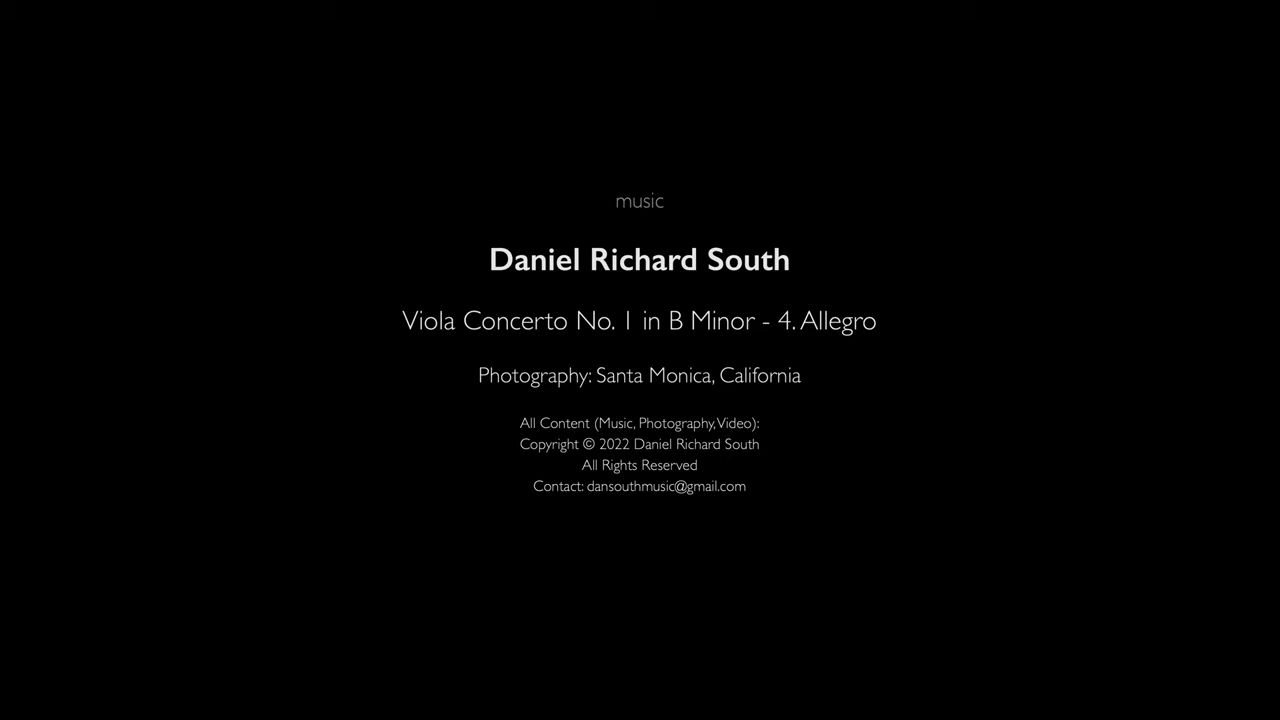 music
Daniel Richard South
Viola Concerto No. 1 in B Minor - 4. Allegro
Photography: Santa Monica, California
All Content (Music, Photography, Video):
Copyright © 2022 Daniel Richard South
All Rights Reserved
Contact: dansouthmusic@gmail.com